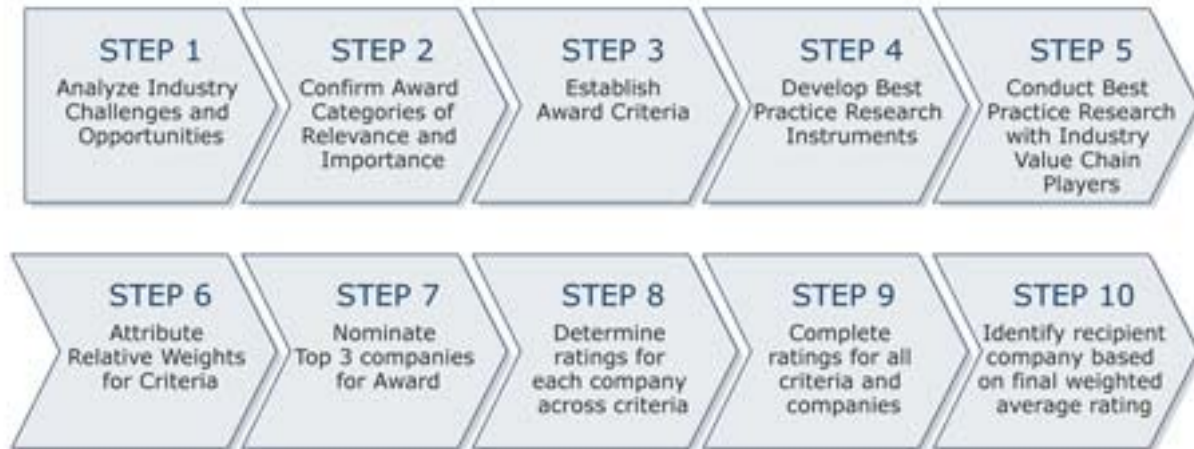 STEP 1
Analyze Industry
Challenges and
Opportunities
STEP 2
Confirm Award
Categories of
Relevance and
Importance
STEP 3
Establish
Award Criteria
STEP 4
Develop Best
Practice Research
Instruments
STEP 5
Conduct Best
Practice Research
with Industry
Value Chain
Players
STEP 6
Attribute
Relative Weights
for Criteria
STEP 7
Nominate
Top 3 companies
for Award
STEP 8
Determine
ratings for
each company
across criteria
STEP 9
Complete
ratings for all
criteria and
companies
STEP 10
Identify recipient
company based
on final weighted
average rating